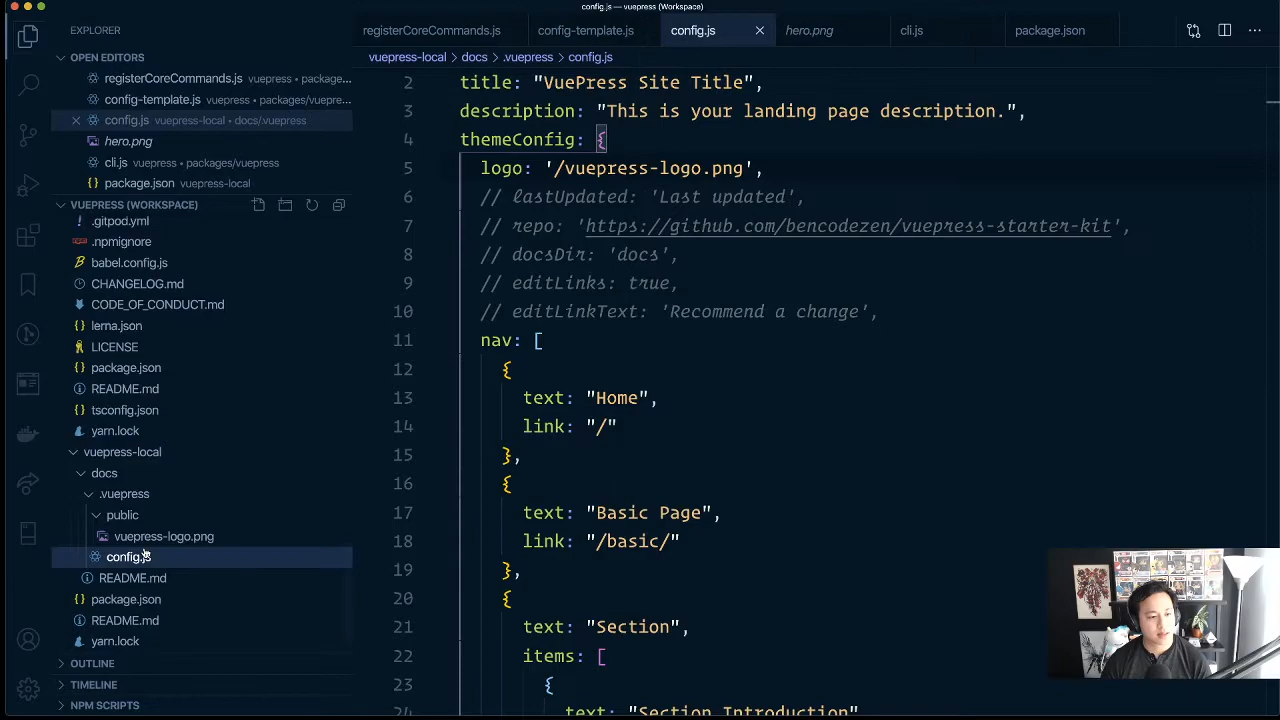 config.js — vuepress (Workspace)
EXPLORER
registerCoreCommands.js
config-template.js
config.js
hero.png
cli.js
package.json
OPEN EDITORS
vuepress-local > docs > .vuepress > config.js
registerCoreCommands.js vuepress • package...
config-template.js vuepress • packages/vuepre...
config.js vuepress-local • docs/.vuepress
hero.png
cli.js vuepress • packages/vuepress
package.json vuepress-local
VUEPRESS (WORKSPACE)
.gitpod.yml
.npmignore
babel.config.js
CHANGELOG.md
CODE_OF_CONDUCT.md
lerna.json
LICENSE
package.json
README.md
tsconfig.json
yarn.lock
vuepress-local
docs
.vuepress
public
vuepress-logo.png
config.js
README.md
package.json
README.md
yarn.lock
OUTLINE
TIMELINE
NPM SCRIPTS
2 title: "VuePress Site Title",
3 description: "This is your landing page description.",
4 themeConfig: {
5 logo: '/vuepress-logo.png',
6 // lastUpdated: 'Last updated',
7 // repo: 'https://github.com/bencodezen/vuepress-starter-kit',
8 // docsDir: 'docs',
9 // editLinks: true,
10 // editLinkText: 'Recommend a change',
11 nav: [
12 {
13 text: "Home",
14 link: "/"
15 },
16 {
17 text: "Basic Page",
18 link: "/basic/"
19 },
20 {
21 text: "Section",
22 items: [
23 {
24 text: "Section Introduction"